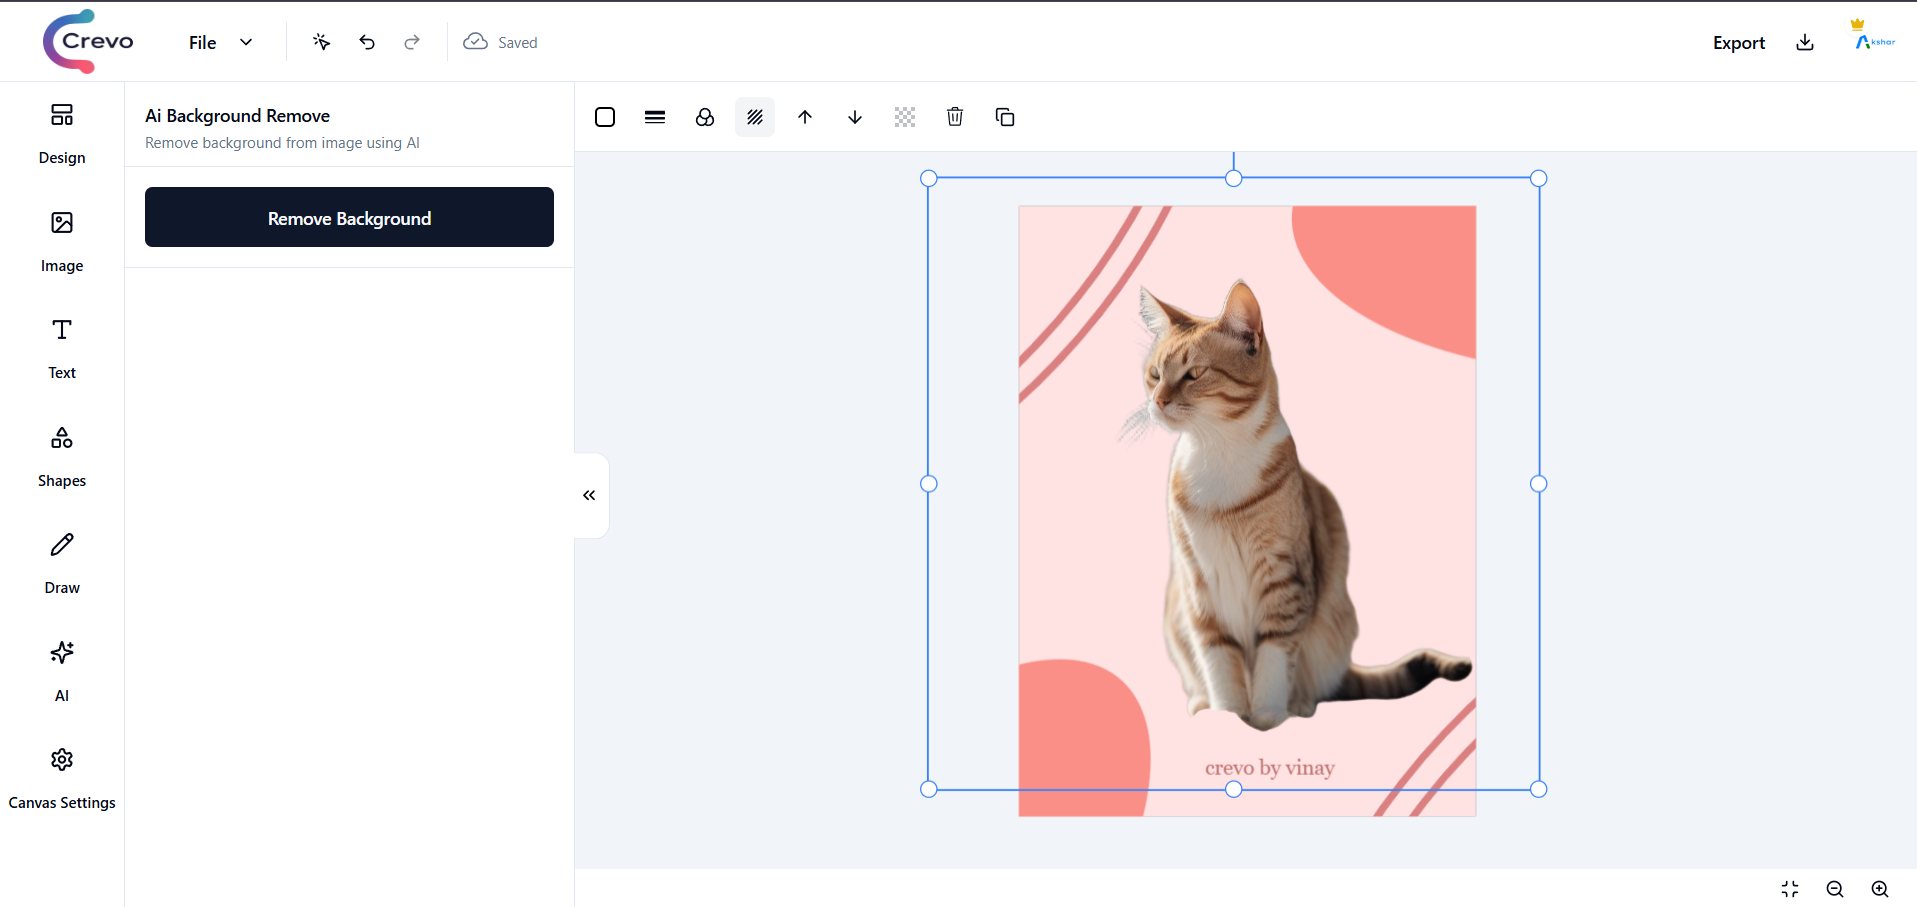 Crevo
File
Saved
Export
Akshar
Design
Image
Text
Shapes
Draw
AI
Canvas Settings
Ai Background Remove
Remove background from image using AI
Remove Background
crevo by vinay